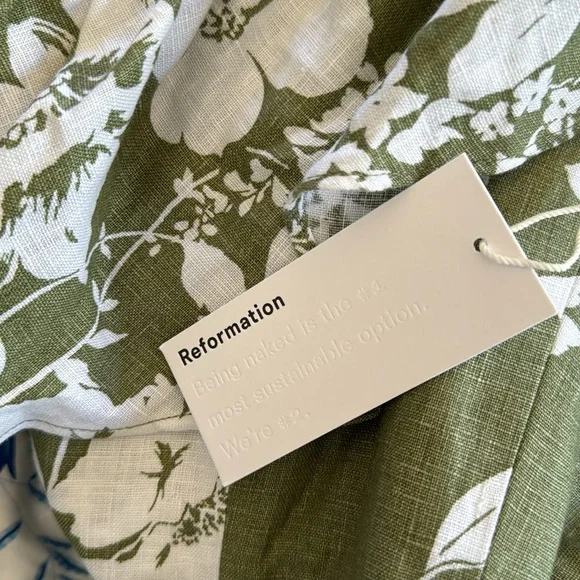 Reformation
Being naked is the #1
most sustainable option.
We're #2.